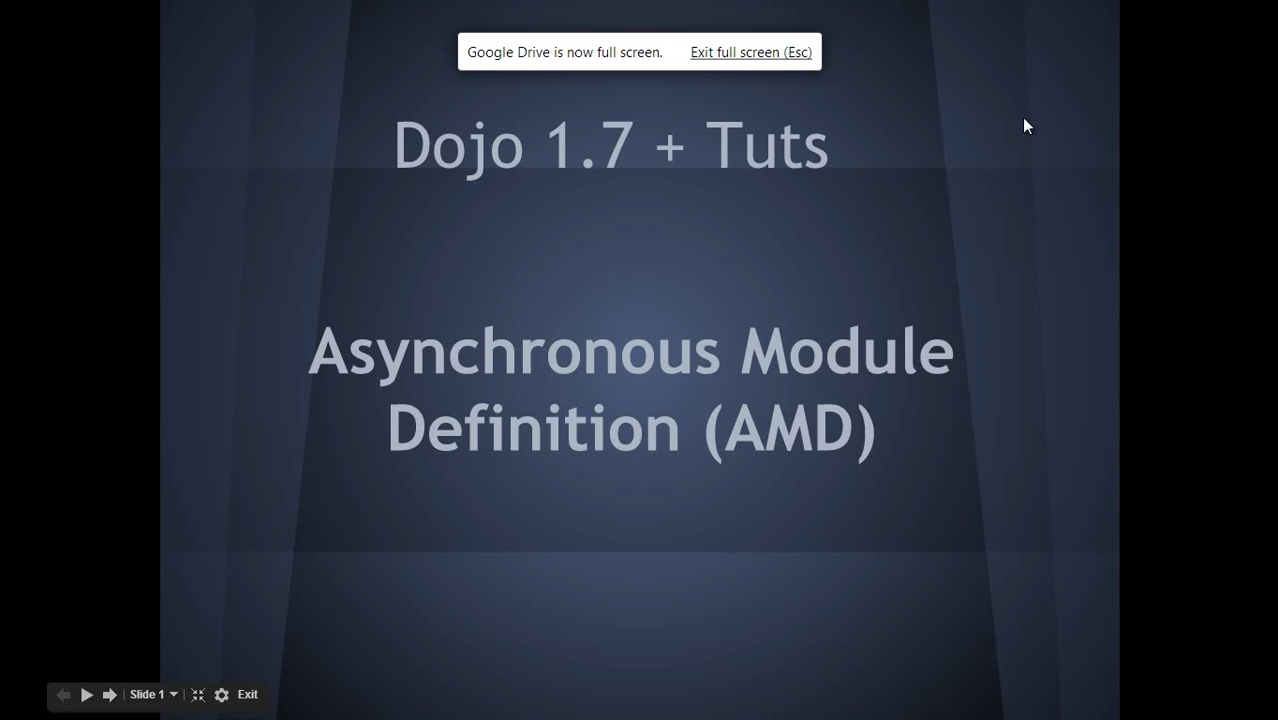 Google Drive is now full screen. Exit full screen (Esc)
Dojo 1.7 + Tuts
Asynchronous Module
Definition (AMD)
Slide 1 Exit